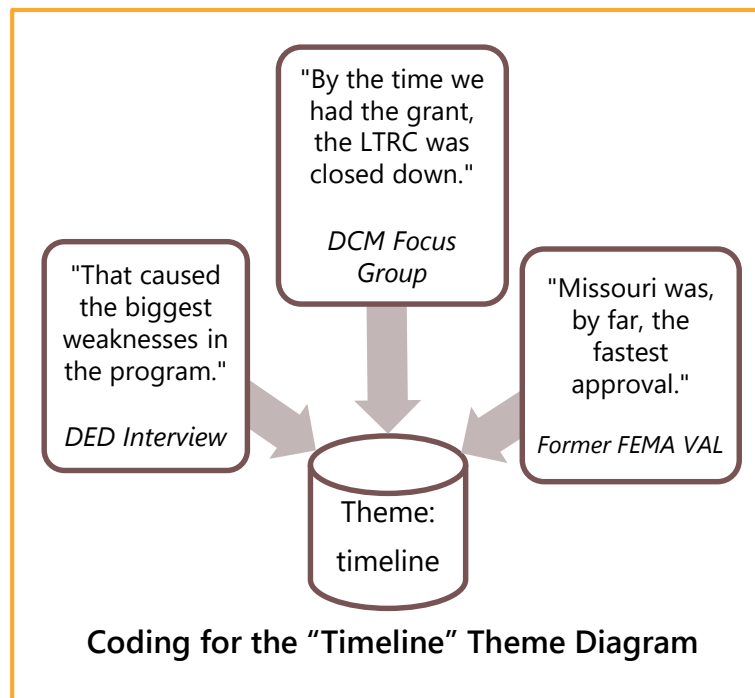 "By the time we
had the grant,
the LTRC was
closed down."
DCM Focus
Group
"That caused
the biggest
weaknesses in
the program."
DED Interview
"Missouri was,
by far, the
fastest
approval."
Former FEMA VAL
Theme:
timeline
Coding for the “Timeline” Theme Diagram